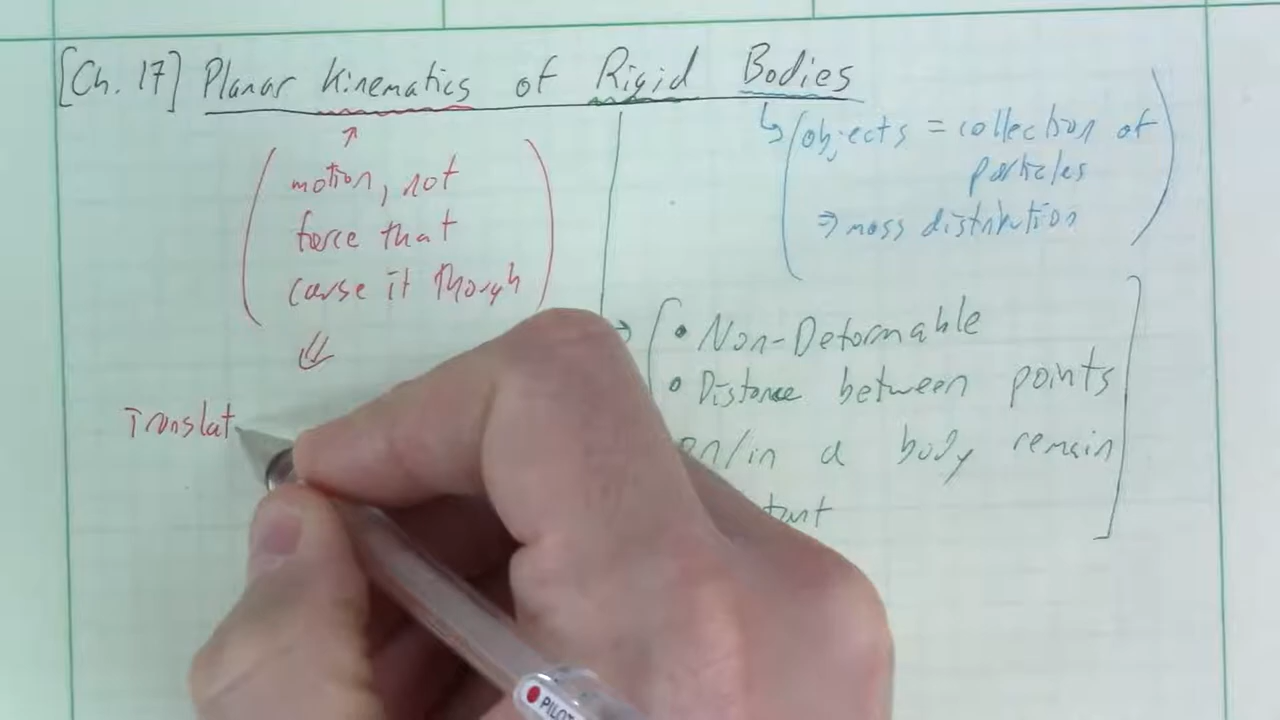 [Ch. 17] Planar Kinematics of Rigid Bodies
(objects = collection of
particles
⇒ mass distribution)
(motion, not
force that
cause it though)
• Non-Deformable
• Distance between points
on/in a body remain
Translat
PILOT